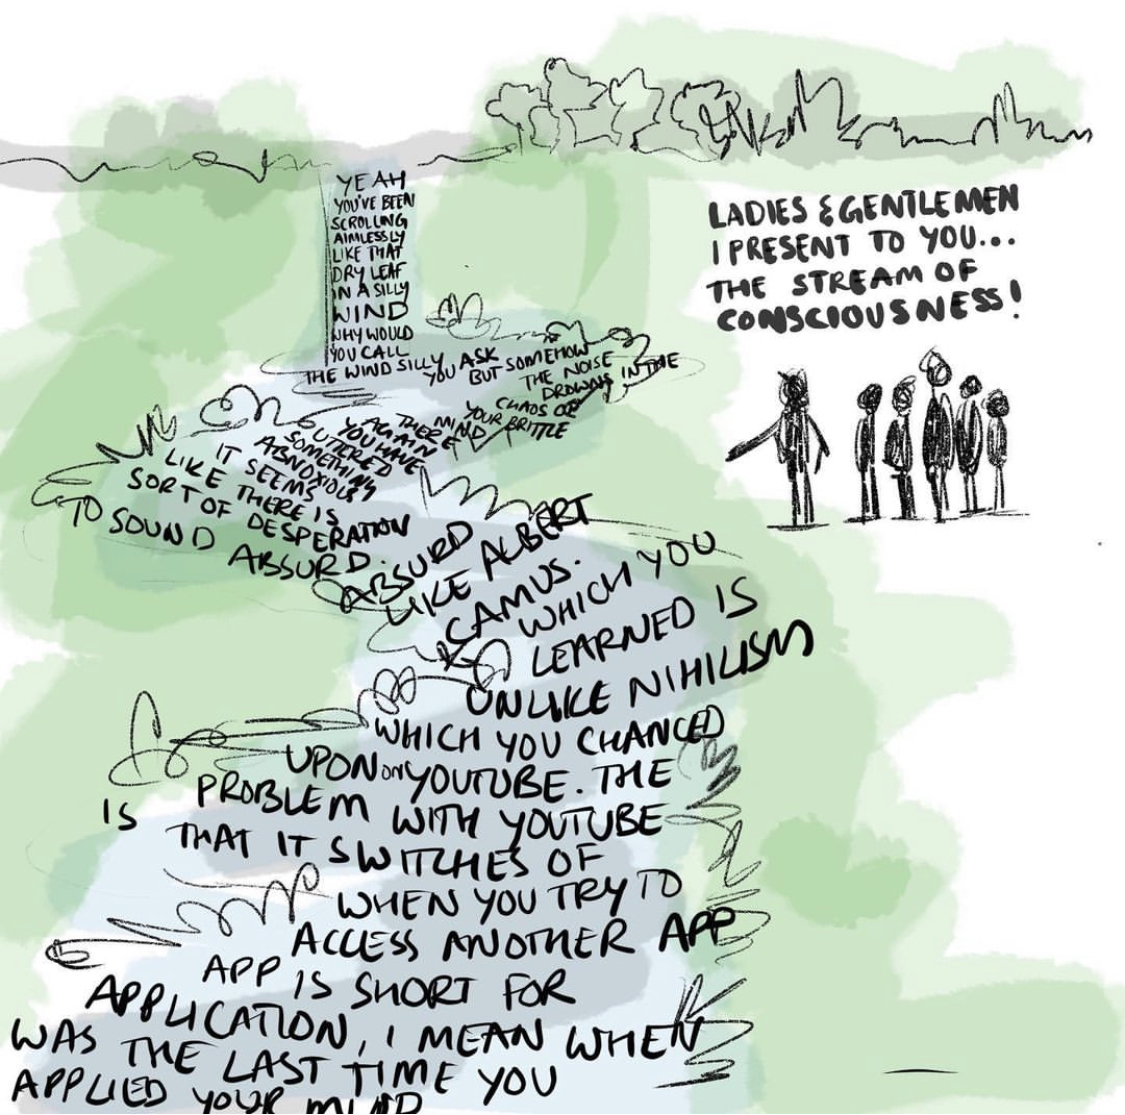 YEAH
YOU'VE BEEN
SCROLLING
AIMLESSLY
LIKE THAT
DRY LEAF
IN A SILLY
WIND
WHY WOULD
YOU CALL
THE WIND SILLY
YOU ASK
BUT SOMEHOW
THE NOISE
DROWNS IN THE
CHAOS OF
YOUR BRITTLE
MIND
THERE
AGAIN
YOU HAVE
UTTERED
SOMETHING
ABNOXIOUS
IT SEEMS
LIKE THERE IS
SORT OF DESPERATION
TO SOUND ABSURD.
ABSURD
LIKE ALBERT
CAMUS.
WHICH YOU
LEARNED IS
UNLIKE NIHILISM
WHICH YOU CHANCED
UPON ON YOUTUBE. THE
PROBLEM WITH YOUTUBE
IS THAT IT SWITCHES OF
WHEN YOU TRY TO
ACCESS ANOTHER APP
APP IS SHORT FOR
APPLICATION, I MEAN WHEN
WAS THE LAST TIME YOU
APPLIED YOUR MIND
LADIES & GENTLEMEN
I PRESENT TO YOU...
THE STREAM OF
CONSCIOUSNESS!